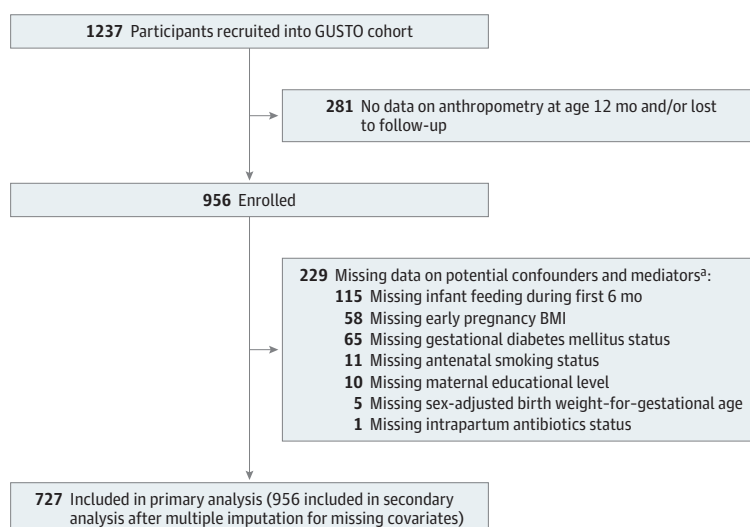 1237 Participants recruited into GUSTO cohort
281 No data on anthropometry at age 12 mo and/or lost
to follow-up
956 Enrolled
229 Missing data on potential confounders and mediatorsᵃ:
115 Missing infant feeding during first 6 mo
58 Missing early pregnancy BMI
65 Missing gestational diabetes mellitus status
11 Missing antenatal smoking status
10 Missing maternal educational level
5 Missing sex-adjusted birth weight-for-gestational age
1 Missing intrapartum antibiotics status
727 Included in primary analysis (956 included in secondary
analysis after multiple imputation for missing covariates)